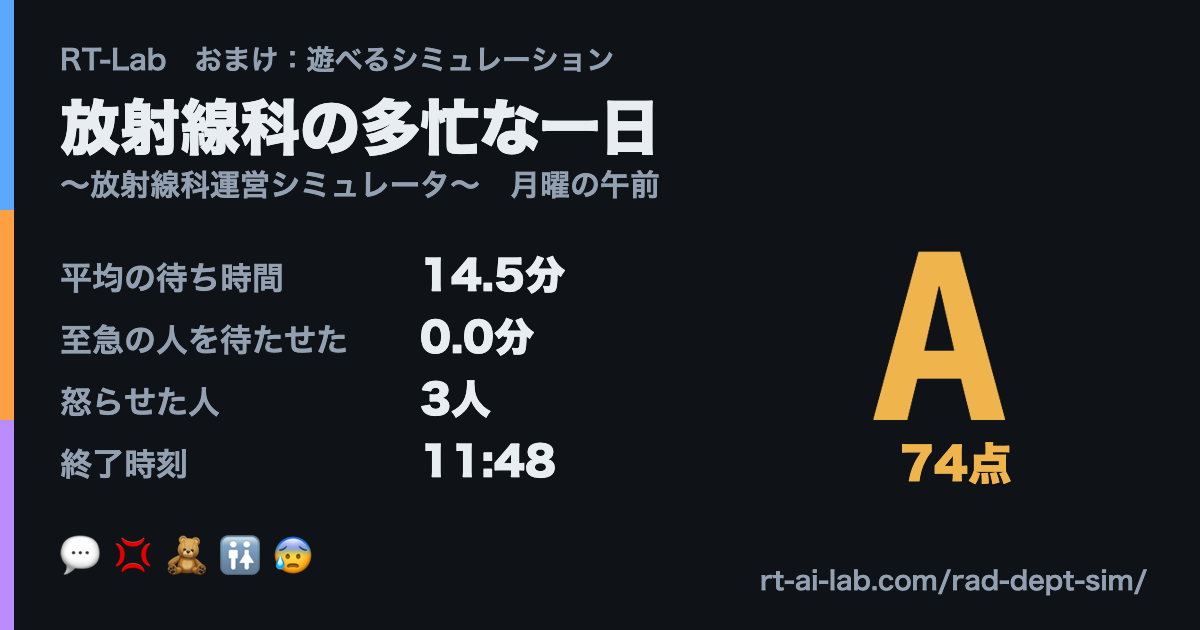 RT-Lab　おまけ：遊べるシミュレーション
放射線科の多忙な一日
〜放射線科運営シミュレータ〜　月曜の午前
平均の待ち時間　14.5分
至急の人を待たせた　0.0分
怒らせた人　3人
終了時刻　11:48
A
74点
rt-ai-lab.com/rad-dept-sim/